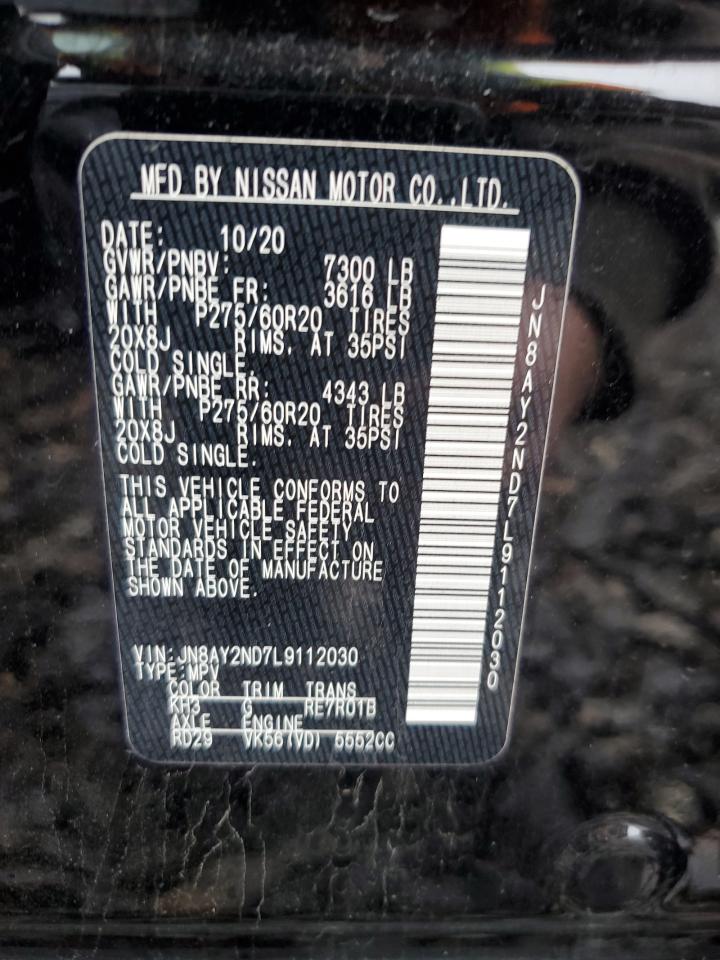 MFD BY NISSAN MOTOR CO.,LTD.
DATE: 10/20
GVWR/PNBV: 7300 LB
GAWR/PNBE FR: 3616 LB
WITH P275/60R20 TIRES
20X8J RIMS, AT 35PSI
COLD SINGLE.
GAWR/PNBE RR: 4343 LB
WITH P275/60R20 TIRES
20X8J RIMS, AT 35PSI
COLD SINGLE.
THIS VEHICLE CONFORMS TO
ALL APPLICABLE FEDERAL
MOTOR VEHICLE SAFETY
STANDARDS IN EFFECT ON
THE DATE OF MANUFACTURE
SHOWN ABOVE.
VIN:JN8AY2ND7L9112030
TYPE:MPV
COLOR TRIM TRANS
KH3 G RE7R01B
AXLE ENGINE
RD29 VK56(VD) 5552CC
JN8AY2ND7L9112030